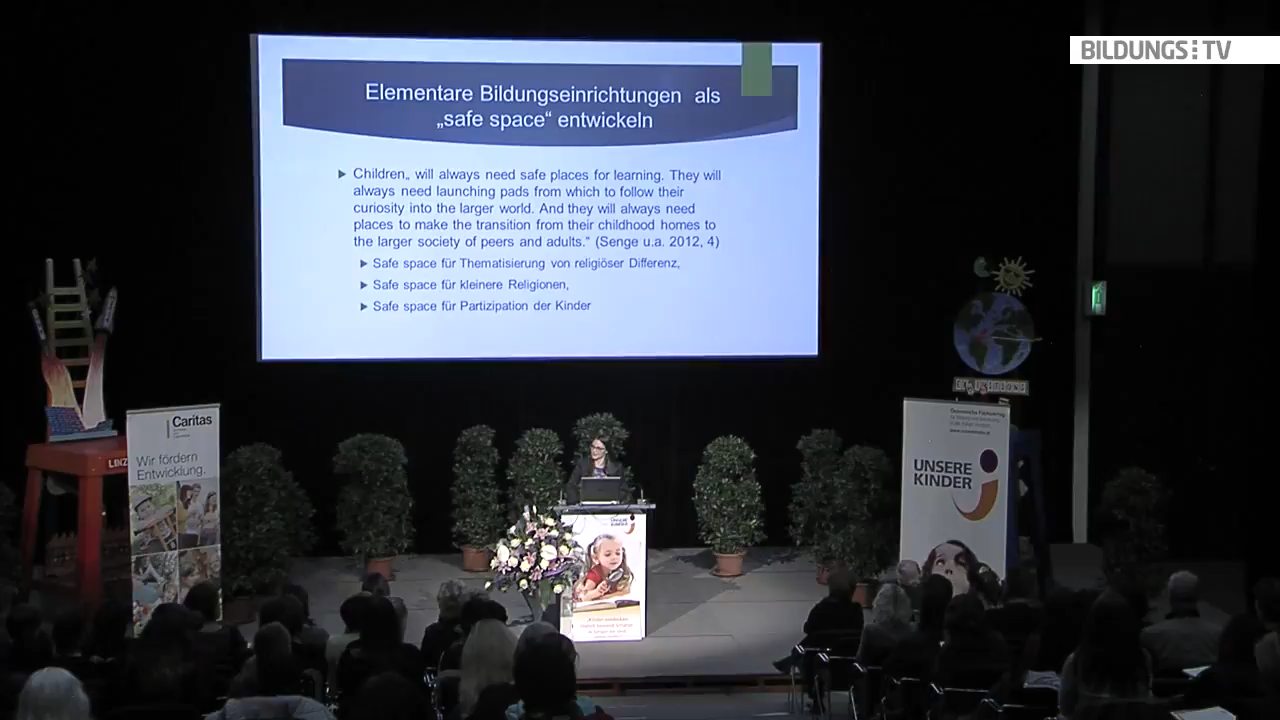 BILDUNGS TV
Elementare Bildungseinrichtungen als
„safe space“ entwickeln
Children„ will always need safe places for learning. They will
always need launching pads from which to follow their
curiosity into the larger world. And they will always need
places to make the transition from their childhood homes to
the larger society of peers and adults.“ (Senge u.a. 2012, 4)
Safe space für Thematisierung von religiöser Differenz,
Safe space für kleinere Religionen,
Safe space für Partizipation der Kinder
Caritas
Wir fördern
Entwicklung.
LINZ
UNSERE
KINDER